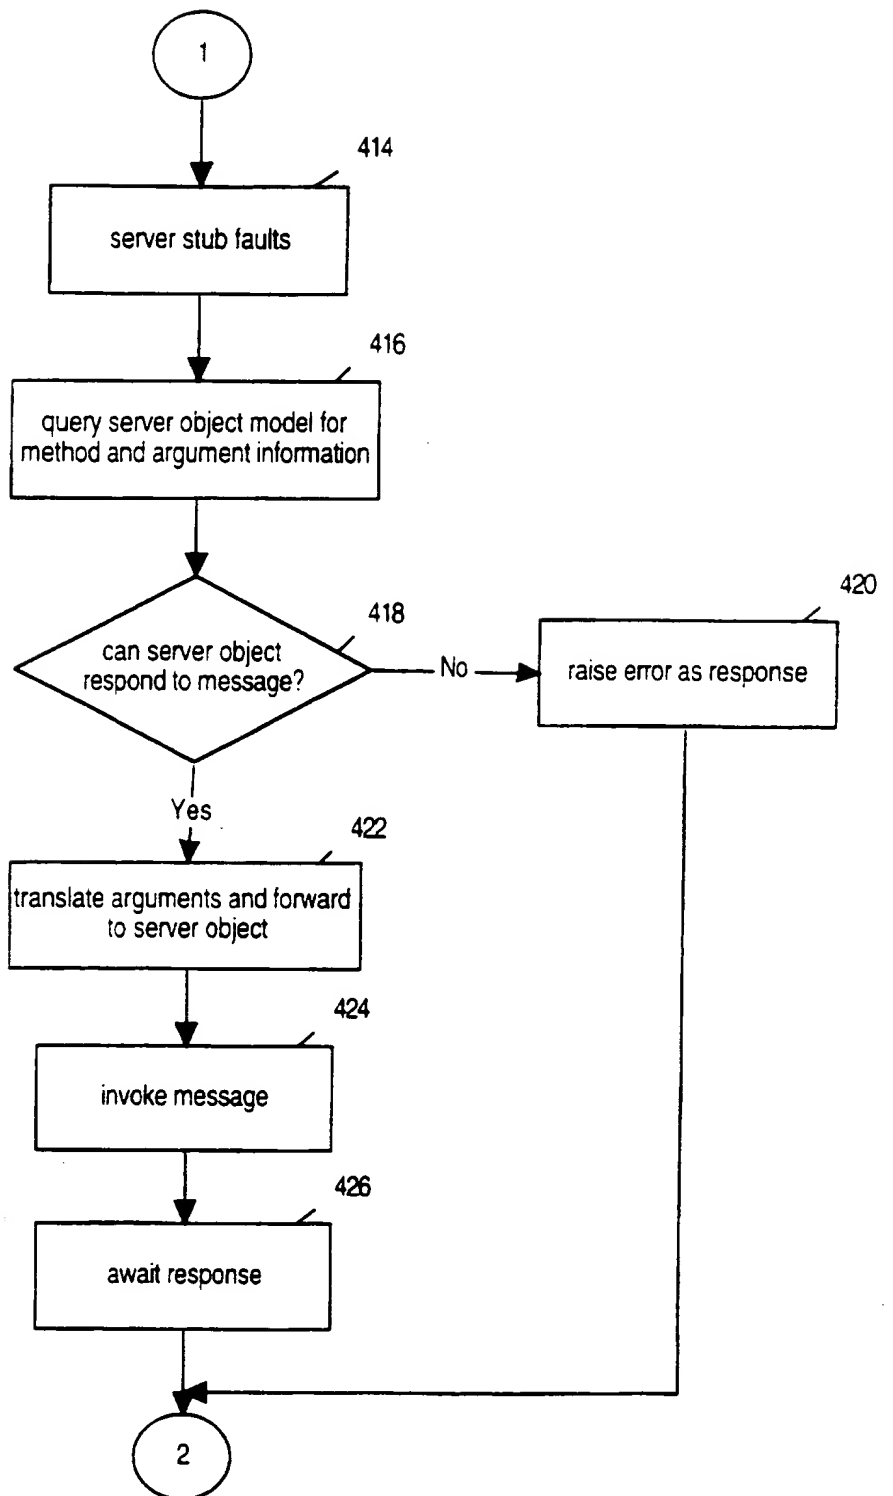 1
414
server stub faults
416
query server object model for
method and argument information
418
can server object
respond to message?
No
420
raise error as response
Yes
422
translate arguments and forward
to server object
424
invoke message
426
await response
2